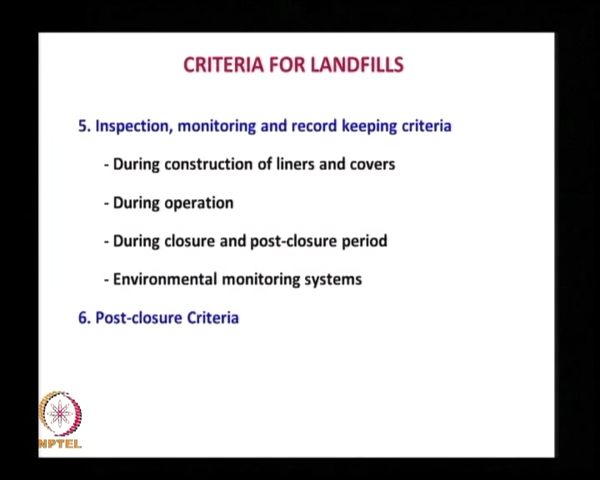 CRITERIA FOR LANDFILLS
5. Inspection, monitoring and record keeping criteria
- During construction of liners and covers
- During operation
- During closure and post-closure period
- Environmental monitoring systems
6. Post-closure Criteria
NPTEL